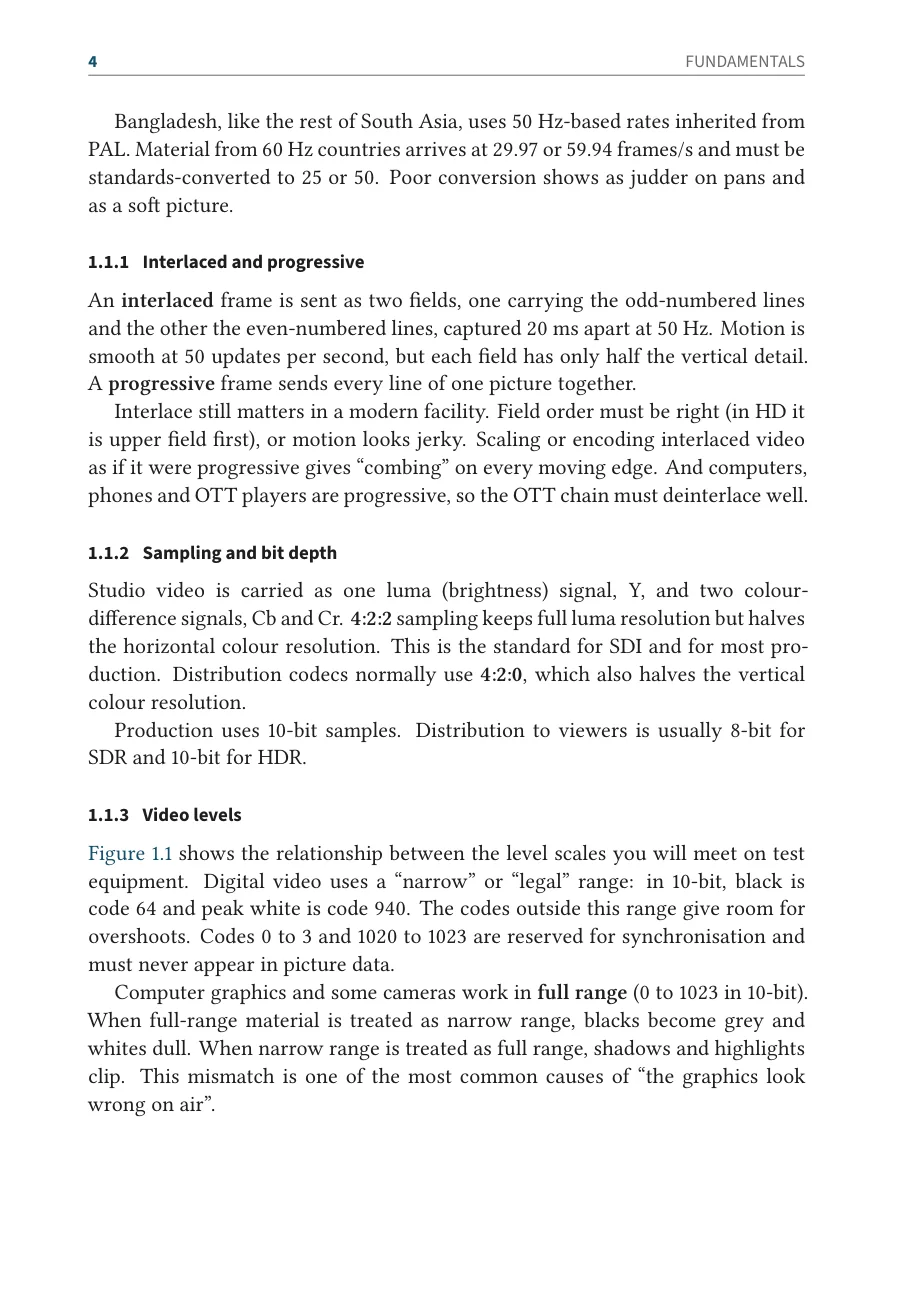 4 FUNDAMENTALS
Bangladesh, like the rest of South Asia, uses 50 Hz-based rates inherited from
PAL. Material from 60 Hz countries arrives at 29.97 or 59.94 frames/s and must be
standards-converted to 25 or 50. Poor conversion shows as judder on pans and
as a soft picture.
1.1.1 Interlaced and progressive
An interlaced frame is sent as two fields, one carrying the odd-numbered lines
and the other the even-numbered lines, captured 20 ms apart at 50 Hz. Motion is
smooth at 50 updates per second, but each field has only half the vertical detail.
A progressive frame sends every line of one picture together.
Interlace still matters in a modern facility. Field order must be right (in HD it
is upper field first), or motion looks jerky. Scaling or encoding interlaced video
as if it were progressive gives “combing” on every moving edge. And computers,
phones and OTT players are progressive, so the OTT chain must deinterlace well.
1.1.2 Sampling and bit depth
Studio video is carried as one luma (brightness) signal, Y, and two colour-
difference signals, Cb and Cr. 4:2:2 sampling keeps full luma resolution but halves
the horizontal colour resolution. This is the standard for SDI and for most pro-
duction. Distribution codecs normally use 4:2:0, which also halves the vertical
colour resolution.
Production uses 10-bit samples. Distribution to viewers is usually 8-bit for
SDR and 10-bit for HDR.
1.1.3 Video levels
Figure 1.1 shows the relationship between the level scales you will meet on test
equipment. Digital video uses a “narrow” or “legal” range: in 10-bit, black is
code 64 and peak white is code 940. The codes outside this range give room for
overshoots. Codes 0 to 3 and 1020 to 1023 are reserved for synchronisation and
must never appear in picture data.
Computer graphics and some cameras work in full range (0 to 1023 in 10-bit).
When full-range material is treated as narrow range, blacks become grey and
whites dull. When narrow range is treated as full range, shadows and highlights
clip. This mismatch is one of the most common causes of “the graphics look
wrong on air”.